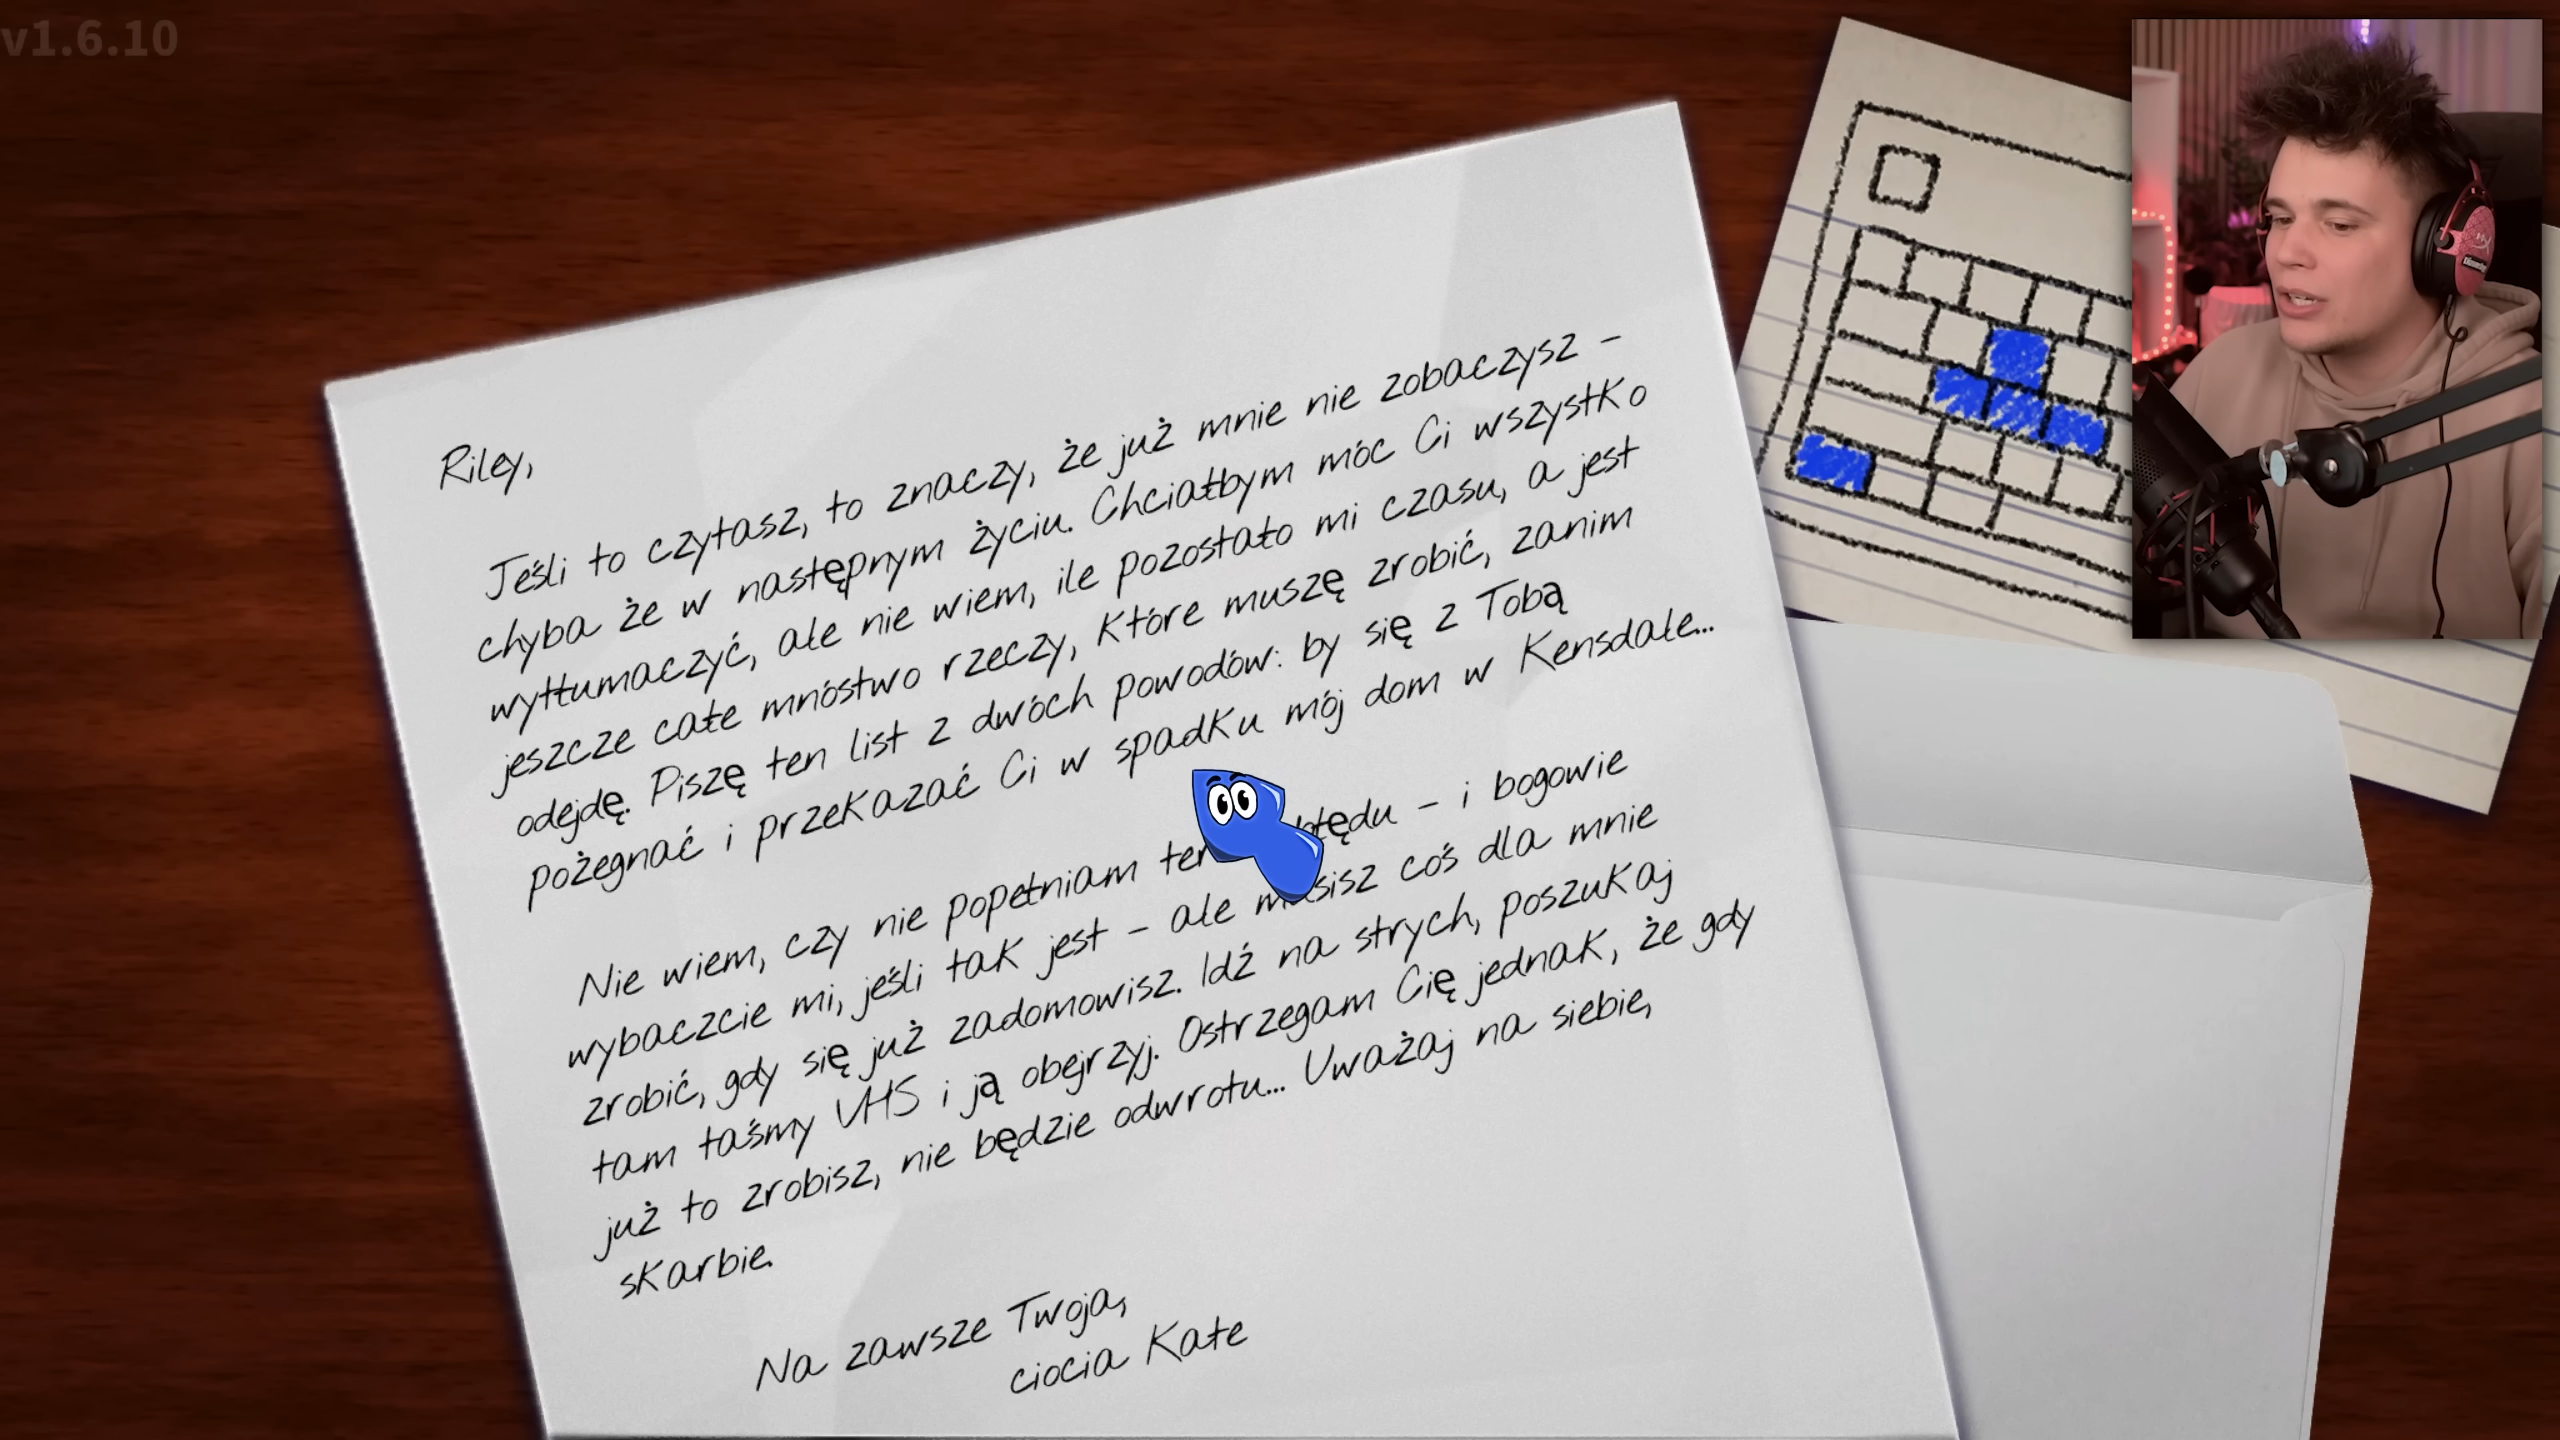 v1.6.10
Riley,
Jeśli to czytasz, to znaczy, że już mnie nie zobaczysz -
chyba że w następnym życiu. Chciałbym móc Ci wszystko
wytłumaczyć, ale nie wiem, ile pozostało mi czasu, a jest
jeszcze całe mnóstwo rzeczy, które muszę zrobić, zanim
odejdę. Piszę ten list z dwóch powodów: by się z Tobą
pożegnać i przekazać Ci w spadku mój dom w Kensdale...
Nie wiem, czy nie popełniam - i bogowie
wybaczcie mi, jeśli tak jest - ale coś dla mnie
zrobić, gdy się już zadomowisz. Idź na strych, poszukaj
tam taśmy VHS i ją obejrzyj. Ostrzegam Cię jednak, że gdy
już to zrobisz, nie będzie odwrotu... Uważaj na siebie,
skarbie.
Na zawsze Twoja,
ciocia Kate